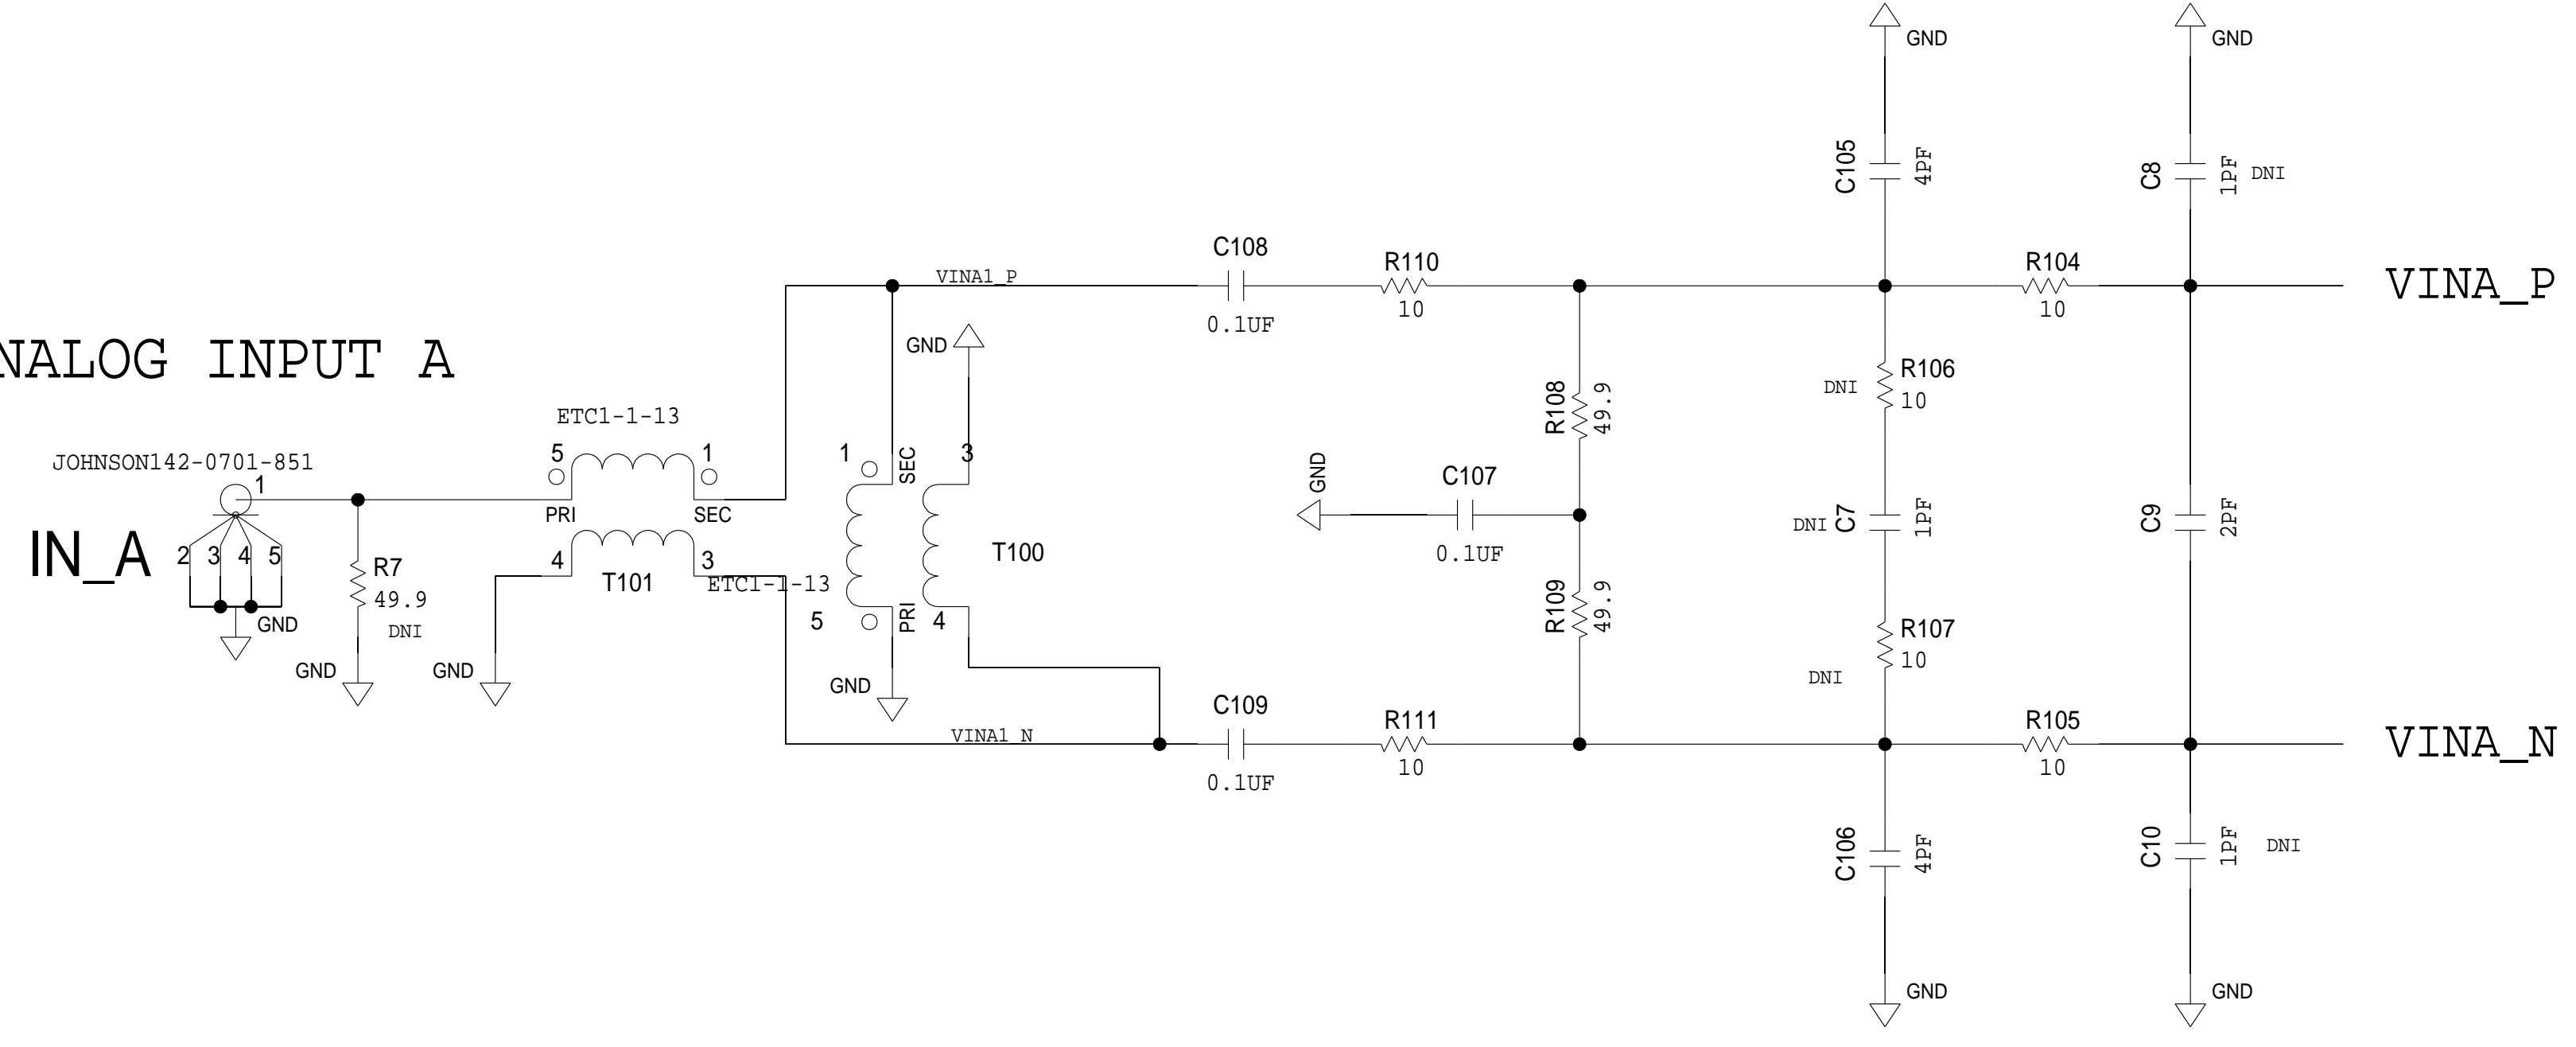 GND
GND
C105
4PF
C8
1PF
DNI
C108
0.1UF
VINA1_P
R110
10
R104
10
VINA_P
GND
NALOG INPUT A
ETC1-1-13
JOHNSON142-0701-851
1
5
1
PRI
SEC
4
3
T101
ETC1-1-13
IN_A
2
3
4
5
GND
R7
49.9
DNI
GND
GND
1
SEC
3
5
PRI
4
T100
GND
R108
49.9
GND
C107
0.1UF
R109
49.9
DNI
R106
10
DNI
C7
1PF
R107
10
DNI
C9
2PF
VINA1_N
C109
0.1UF
R111
10
R105
10
VINA_N
C106
4PF
C10
1PF
DNI
GND
GND